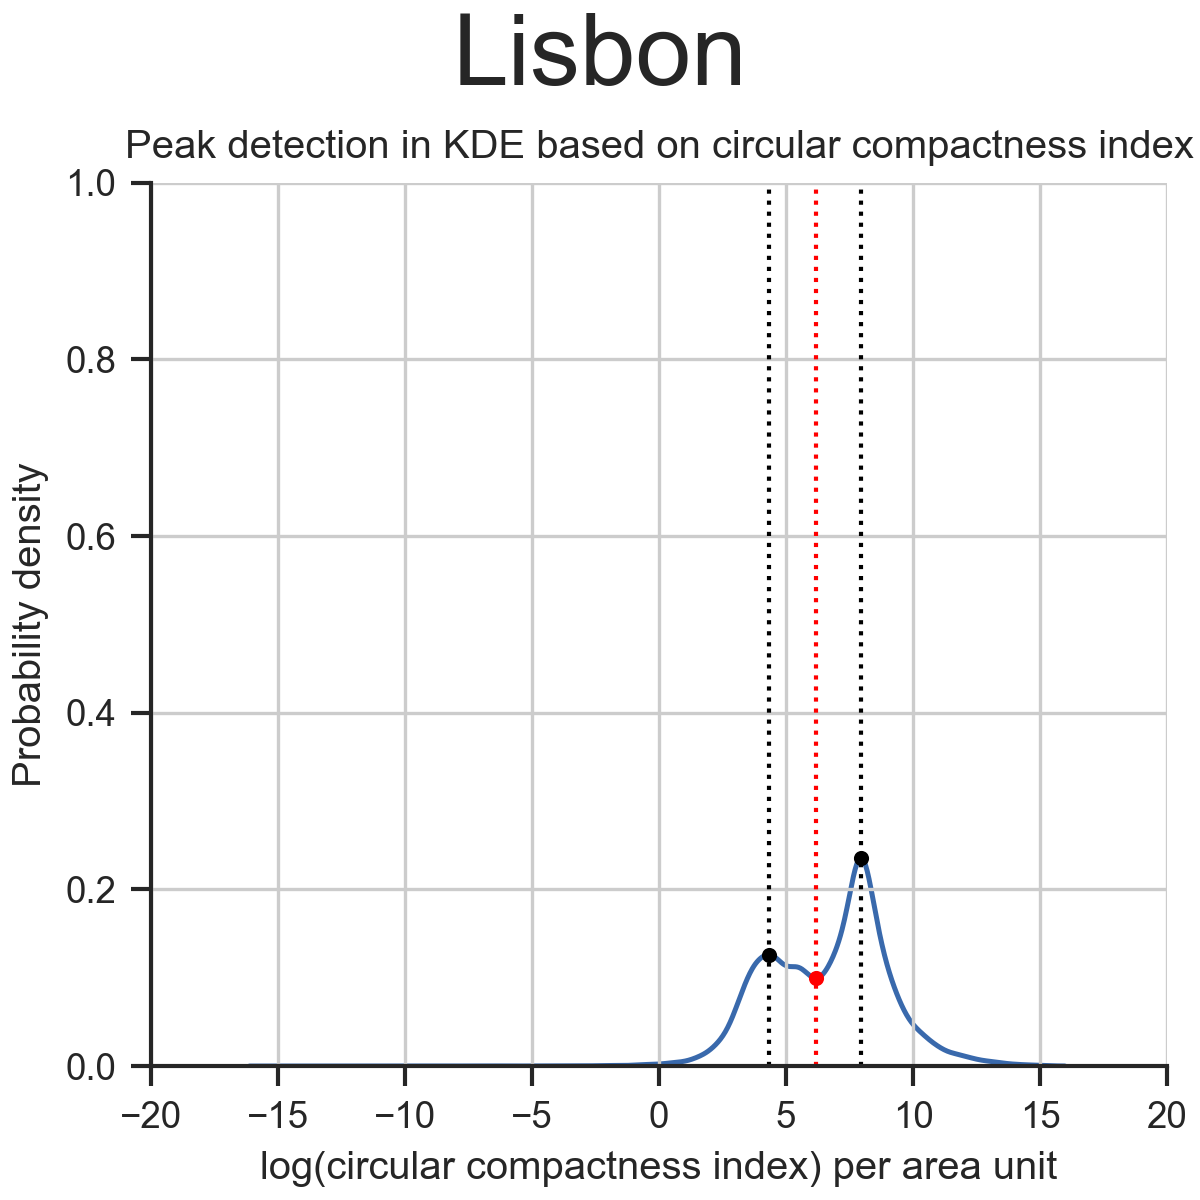 Lisbon
Peak detection in KDE based on circular compactness index
1.0
0.8
0.6
0.4
0.2
0.0
Probability density
−20 −15 −10 −5 0 5 10 15 20
log(circular compactness index) per area unit